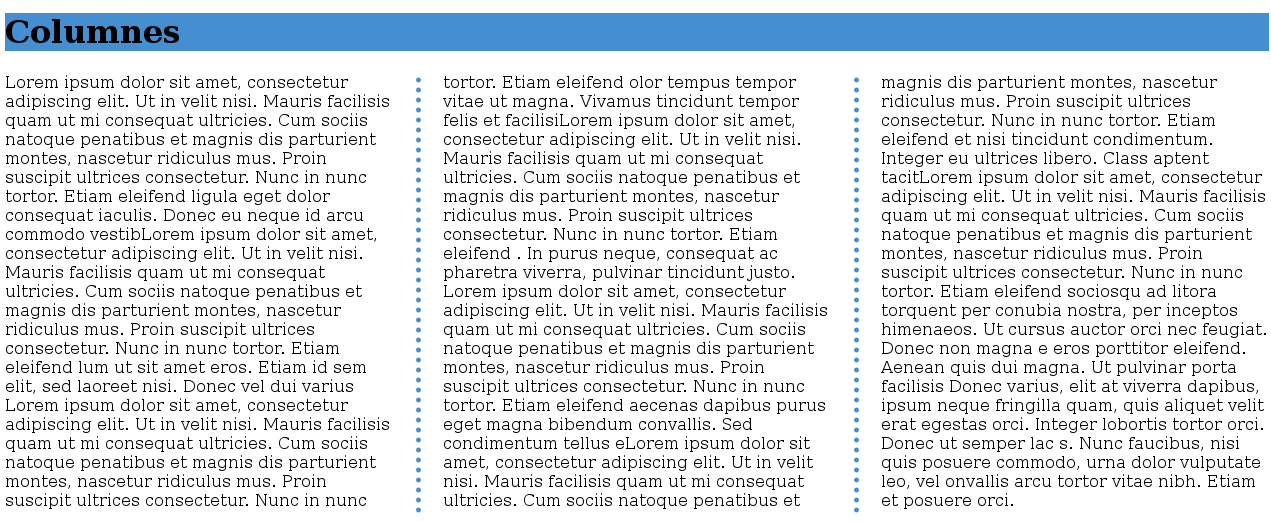 Columnes
Lorem ipsum dolor sit amet, consectetur
adipiscing elit. Ut in velit nisi. Mauris facilisis
quam ut mi consequat ultricies. Cum sociis
natoque penatibus et magnis dis parturient
montes, nascetur ridiculus mus. Proin
suscipit ultrices consectetur. Nunc in nunc
tortor. Etiam eleifend ligula eget dolor
consequat iaculis. Donec eu neque id arcu
commodo vestibLorem ipsum dolor sit amet,
consectetur adipiscing elit. Ut in velit nisi.
Mauris facilisis quam ut mi consequat
ultricies. Cum sociis natoque penatibus et
magnis dis parturient montes, nascetur
ridiculus mus. Proin suscipit ultrices
consectetur. Nunc in nunc tortor. Etiam
eleifend lum ut sit amet eros. Etiam id sem
elit, sed laoreet nisi. Donec vel dui varius
Lorem ipsum dolor sit amet, consectetur
adipiscing elit. Ut in velit nisi. Mauris facilisis
quam ut mi consequat ultricies. Cum sociis
natoque penatibus et magnis dis parturient
montes, nascetur ridiculus mus. Proin
suscipit ultrices consectetur. Nunc in nunc
tortor. Etiam eleifend olor tempus tempor
vitae ut magna. Vivamus tincidunt tempor
felis et facilisiLorem ipsum dolor sit amet,
consectetur adipiscing elit. Ut in velit nisi.
Mauris facilisis quam ut mi consequat
ultricies. Cum sociis natoque penatibus et
magnis dis parturient montes, nascetur
ridiculus mus. Proin suscipit ultrices
consectetur. Nunc in nunc tortor. Etiam
eleifend . In purus neque, consequat ac
pharetra viverra, pulvinar tincidunt justo.
Lorem ipsum dolor sit amet, consectetur
adipiscing elit. Ut in velit nisi. Mauris facilisis
quam ut mi consequat ultricies. Cum sociis
natoque penatibus et magnis dis parturient
montes, nascetur ridiculus mus. Proin
suscipit ultrices consectetur. Nunc in nunc
tortor. Etiam eleifend aecenas dapibus purus
eget magna bibendum convallis. Sed
condimentum tellus eLorem ipsum dolor sit
amet, consectetur adipiscing elit. Ut in velit
nisi. Mauris facilisis quam ut mi consequat
ultricies. Cum sociis natoque penatibus et
magnis dis parturient montes, nascetur
ridiculus mus. Proin suscipit ultrices
consectetur. Nunc in nunc tortor. Etiam
eleifend et nisi tincidunt condimentum.
Integer eu ultrices libero. Class aptent
tacitLorem ipsum dolor sit amet, consectetur
adipiscing elit. Ut in velit nisi. Mauris facilisis
quam ut mi consequat ultricies. Cum sociis
natoque penatibus et magnis dis parturient
montes, nascetur ridiculus mus. Proin
suscipit ultrices consectetur. Nunc in nunc
tortor. Etiam eleifend sociosqu ad litora
torquent per conubia nostra, per inceptos
himenaeos. Ut cursus auctor orci nec feugiat.
Donec non magna e eros porttitor eleifend.
Aenean quis dui magna. Ut pulvinar porta
facilisis Donec varius, elit at viverra dapibus,
ipsum neque fringilla quam, quis aliquet velit
erat egestas orci. Integer lobortis tortor orci.
Donec ut semper lac s. Nunc faucibus, nisi
quis posuere commodo, urna dolor vulputate
leo, vel onvallis arcu tortor vitae nibh. Etiam
et posuere orci.